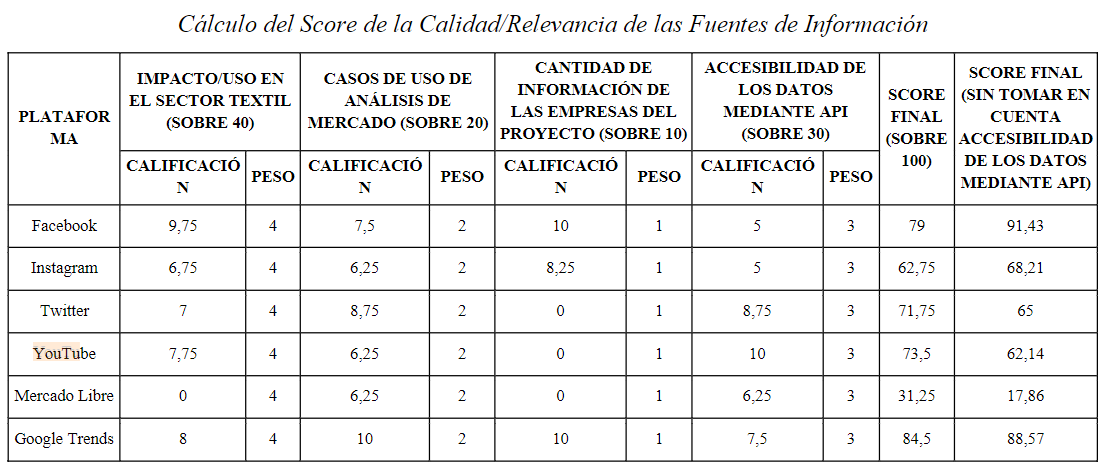 Cálculo del Score de la Calidad/Relevancia de las Fuentes de Información
PLATAFOR
MA
IMPACTO/USO EN
EL SECTOR TEXTIL
(SOBRE 40)
CASOS DE USO DE
ANÁLISIS DE
MERCADO (SOBRE 20)
CANTIDAD DE
INFORMACIÓN DE
LAS EMPRESAS DEL
PROYECTO (SOBRE 10)
ACCESIBILIDAD DE
LOS DATOS
MEDIANTE API
(SOBRE 30)
SCORE
FINAL
(SOBRE
100)
SCORE FINAL
(SIN TOMAR EN
CUENTA
ACCESIBILIDAD
DE LOS DATOS
MEDIANTE API)
CALIFICACIÓ
N
PESO
CALIFICACIÓ
N
PESO
CALIFICACIÓ
N
PESO
CALIFICACIÓ
N
PESO
Facebook 9,75 4 7,5 2 10 1 5 3 79 91,43
Instagram 6,75 4 6,25 2 8,25 1 5 3 62,75 68,21
Twitter 7 4 8,75 2 0 1 8,75 3 71,75 65
YouTube 7,75 4 6,25 2 0 1 10 3 73,5 62,14
Mercado Libre 0 4 6,25 2 0 1 6,25 3 31,25 17,86
Google Trends 8 4 10 2 10 1 7,5 3 84,5 88,57